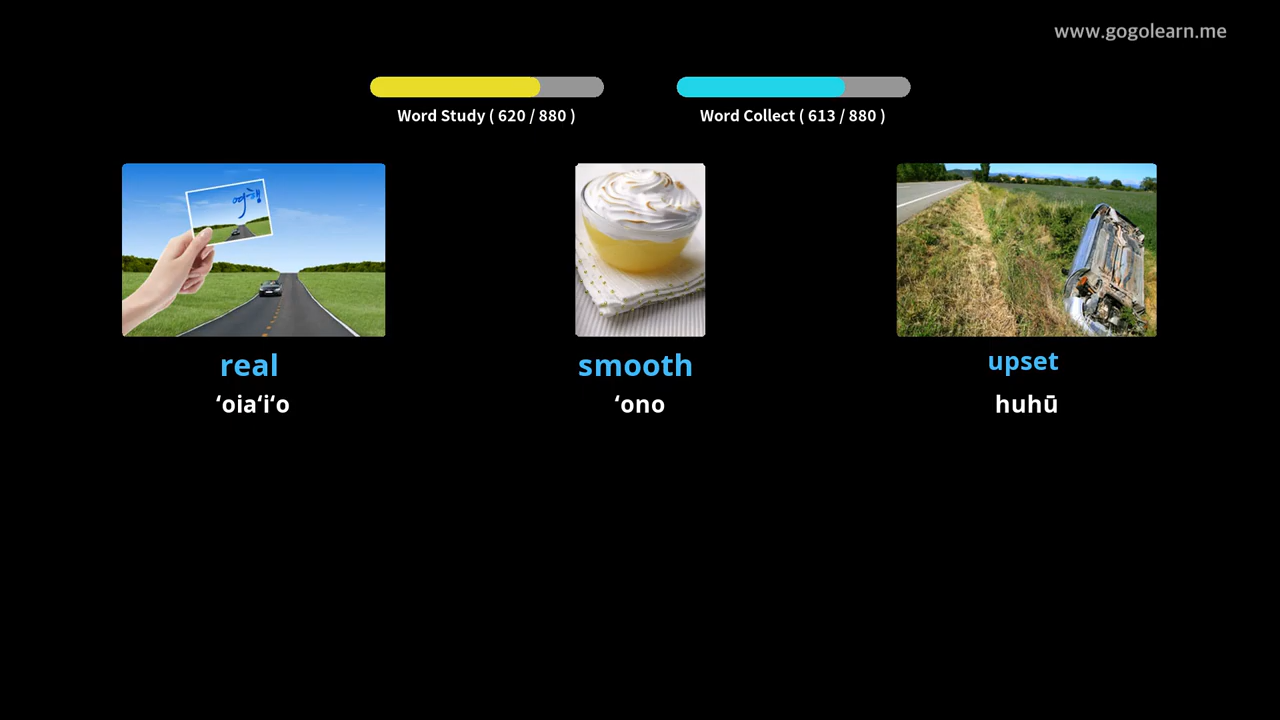 www.gogolearn.me
Word Study ( 620 / 880 )
Word Collect ( 613 / 880 )
real
smooth
upset
ʻoiaʻiʻo
ʻono
huhū